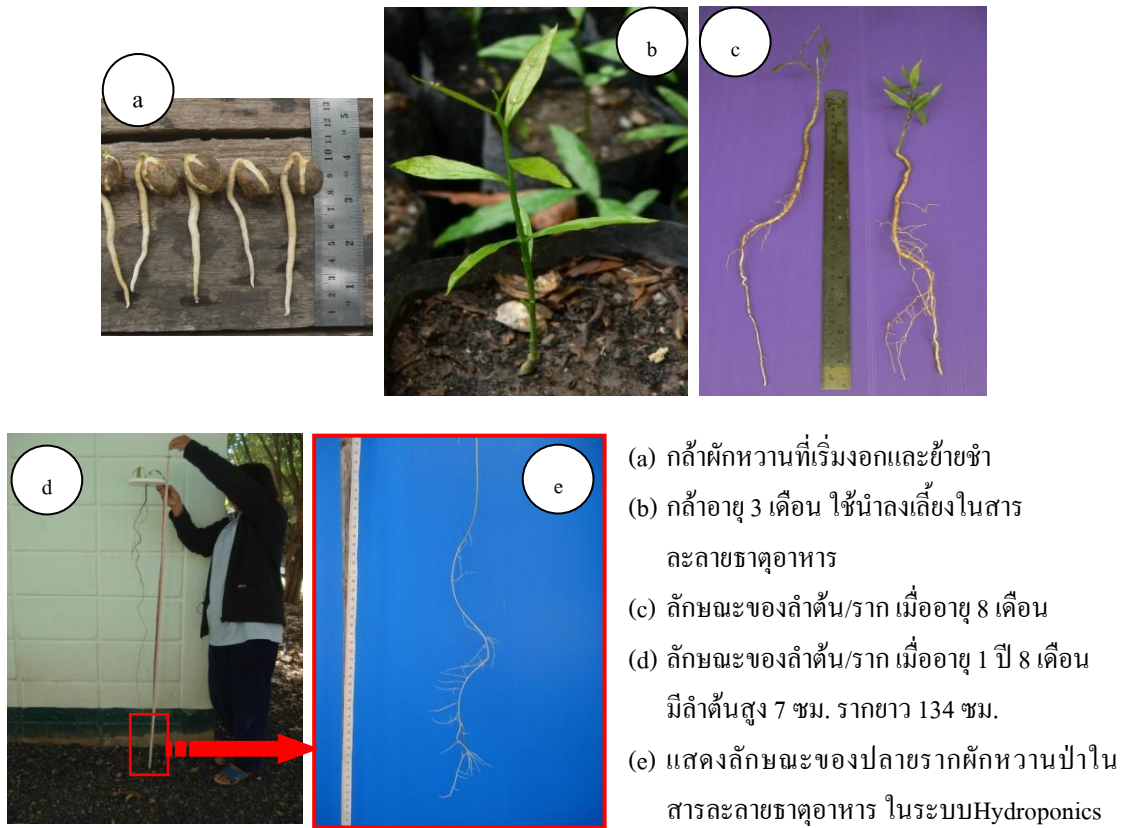 a
b
c
d
e
(a) กล้าผักหวานที่เริ่มงอกและย้ายชำ
(b) กล้าอายุ 3 เดือน ใช้นำลงเลี้ยงในสาร
ละลายธาตุอาหาร
(c) ลักษณะของลำต้น/ราก เมื่ออายุ 8 เดือน
(d) ลักษณะของลำต้น/ราก เมื่ออายุ 1 ปี 8 เดือน
มีลำต้นสูง 7 ซม. รากยาว 134 ซม.
(e) แสดงลักษณะของปลายรากผักหวานป่าใน
สารละลายธาตุอาหาร ในระบบHydroponics